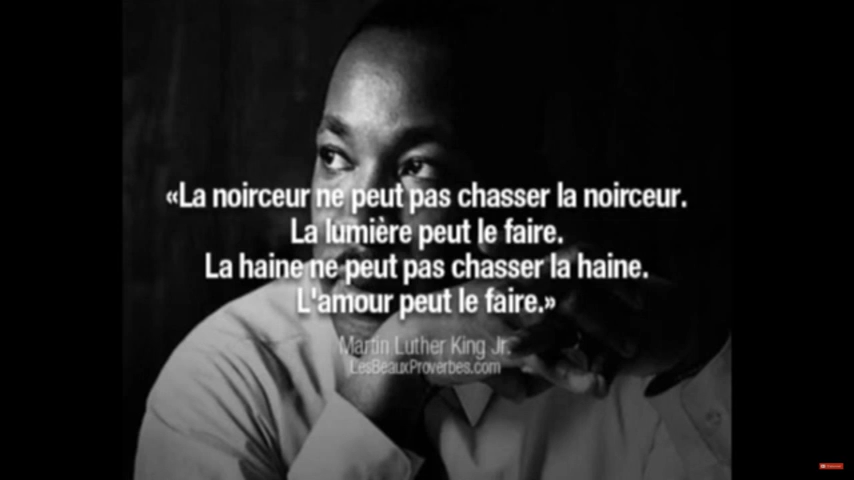 «La noirceur ne peut pas chasser la noirceur.
La lumière peut le faire.
La haine ne peut pas chasser la haine.
L'amour peut le faire.»
Martin Luther King Jr.
LesBeauxProverbes.com